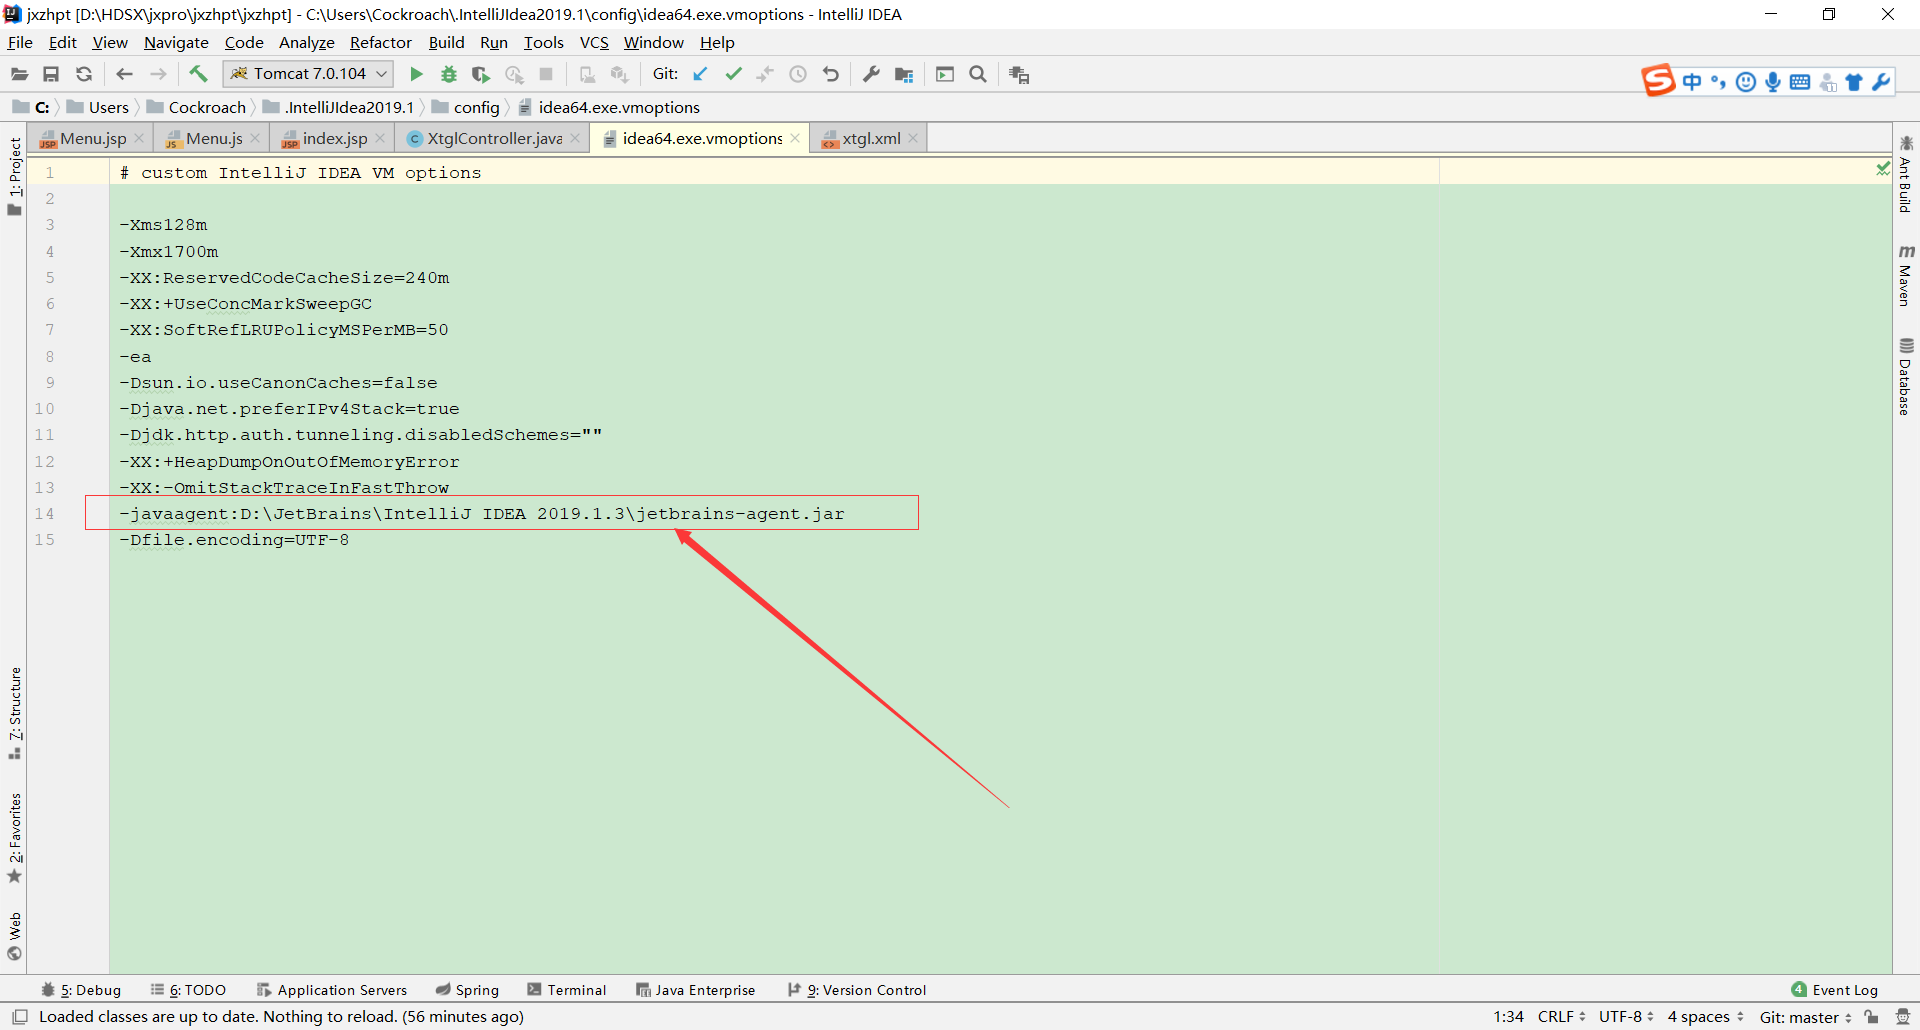 jxzhpt [D:\HDSX\jxpro\jxzhpt\jxzhpt] - C:\Users\Cockroach\.IntelliJIdea2019.1\config\idea64.exe.vmoptions - IntelliJ IDEA
File Edit View Navigate Code Analyze Refactor Build Run Tools VCS Window Help
Tomcat 7.0.104 Git:
中
C: Users Cockroach .IntelliJIdea2019.1 config idea64.exe.vmoptions
Menu.jsp Menu.js index.jsp XtglController.java idea64.exe.vmoptions xtgl.xml
1 # custom IntelliJ IDEA VM options
2
3 -Xms128m
4 -Xmx1700m
5 -XX:ReservedCodeCacheSize=240m
6 -XX:+UseConcMarkSweepGC
7 -XX:SoftRefLRUPolicyMSPerMB=50
8 -ea
9 -Dsun.io.useCanonCaches=false
10 -Djava.net.preferIPv4Stack=true
11 -Djdk.http.auth.tunneling.disabledSchemes=""
12 -XX:+HeapDumpOnOutOfMemoryError
13 -XX:-OmitStackTraceInFastThrow
14 -javaagent:D:\JetBrains\IntelliJ IDEA 2019.1.3\jetbrains-agent.jar
15 -Dfile.encoding=UTF-8
1: Project
7: Structure
2: Favorites
Web
Ant Build
Maven
Database
5: Debug 6: TODO Application Servers Spring Terminal Java Enterprise 9: Version Control 4 Event Log
Loaded classes are up to date. Nothing to reload. (56 minutes ago) 1:34 CRLF UTF-8 4 spaces Git: master